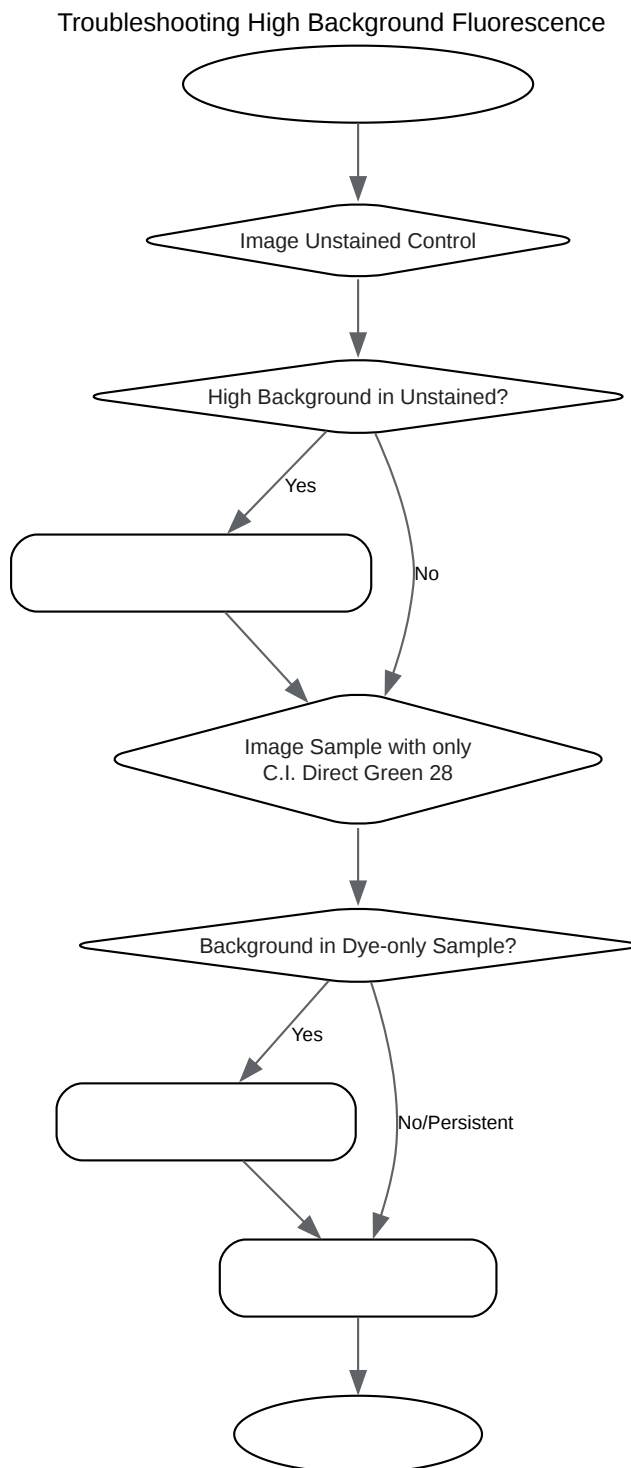 Troubleshooting High Background Fluorescence
Image Unstained Control
High Background in Unstained?
Yes
No
Image Sample with only
C.I. Direct Green 28
Background in Dye-only Sample?
Yes
No/Persistent